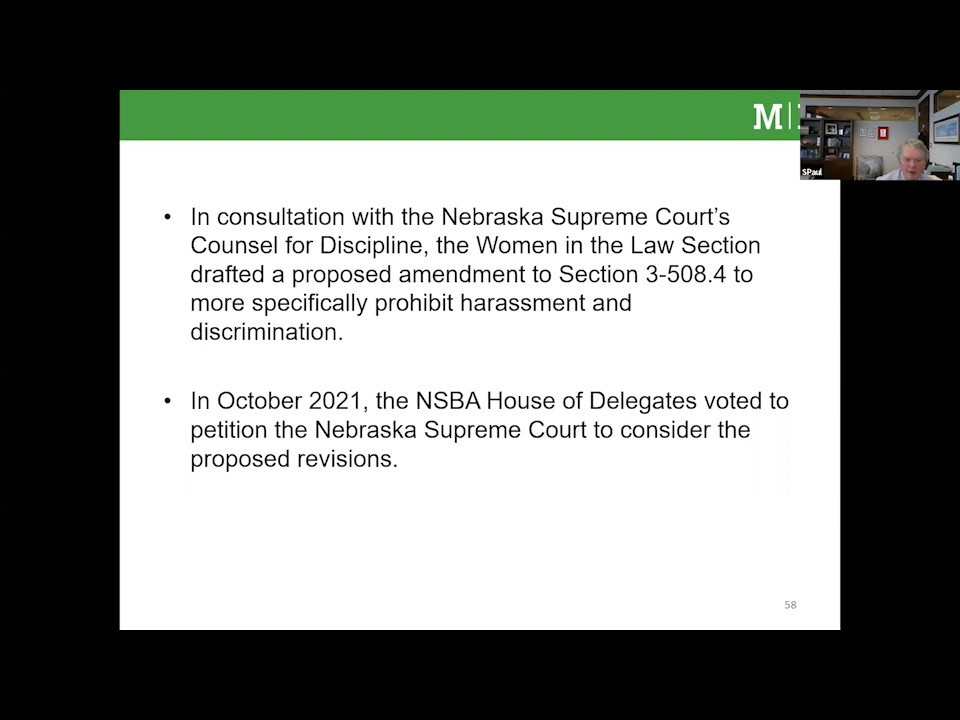 M
SPaul
• In consultation with the Nebraska Supreme Court’s
Counsel for Discipline, the Women in the Law Section
drafted a proposed amendment to Section 3-508.4 to
more specifically prohibit harassment and
discrimination.
• In October 2021, the NSBA House of Delegates voted to
petition the Nebraska Supreme Court to consider the
proposed revisions.
58